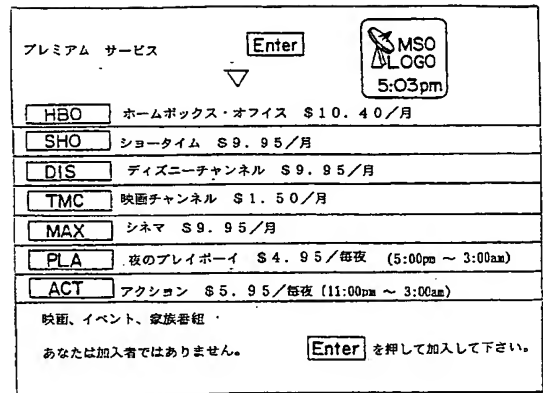 プレミアム サービス Enter
MSO
LOGO
5:03pm
HBO ホームボックス・オフィス $10.40/月
SHO ショータイム $9.95/月
DIS ディズニーチャンネル $9.95/月
TMC 映画チャンネル $1.50/月
MAX シネマ $9.95/月
PLA 夜のプレイボーイ $4.95/毎夜 (5:00pm ~ 3:00am)
ACT アクション $5.95/毎夜 (11:00pm ~ 3:00am)
映画、イベント、家族番組
あなたは加入者ではありません。 Enter を押して加入して下さい。